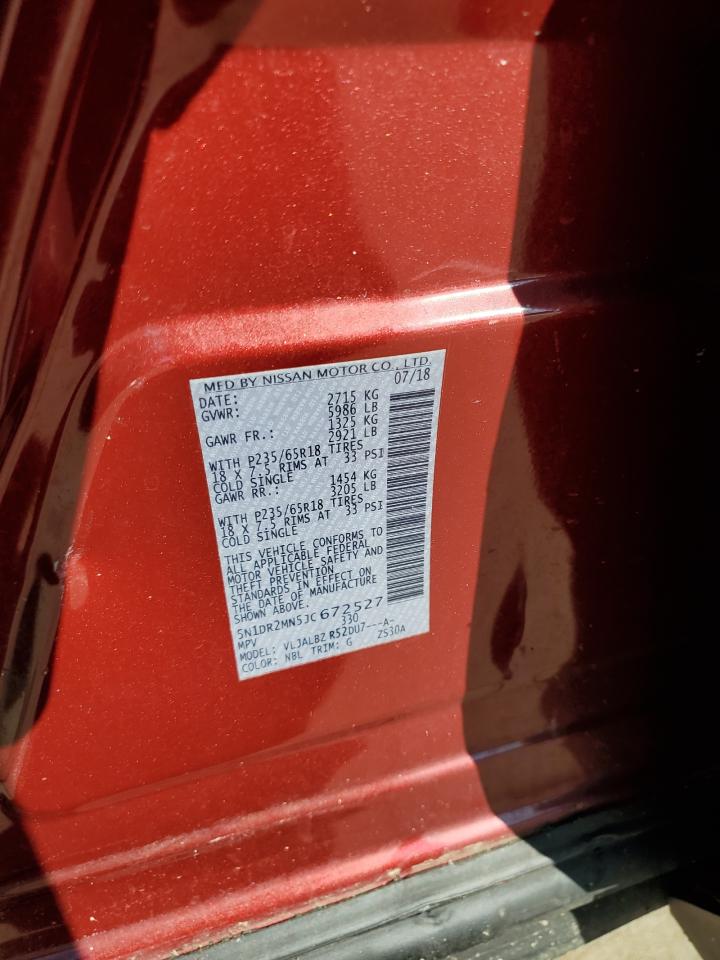 MFD BY NISSAN MOTOR CO., LTD.
DATE: 07/18
GVWR: 2715 KG
5986 LB
GAWR FR.: 1325 KG
2921 LB
WITH P235/65R18 TIRES
18 X 7.5 RIMS AT 33 PSI
COLD SINGLE
GAWR RR.: 1454 KG
3205 LB
WITH P235/65R18 TIRES
18 X 7.5 RIMS AT 33 PSI
COLD SINGLE
THIS VEHICLE CONFORMS TO
ALL APPLICABLE FEDERAL
MOTOR VEHICLE SAFETY AND
THEFT PREVENTION
STANDARDS IN EFFECT ON
THE DATE OF MANUFACTURE
SHOWN ABOVE.
5N1DR2MN5JC672527
MPV 330
MODEL: VLJALBZ R52DU7---A-
COLOR: NBL TRIM: G ZS30A